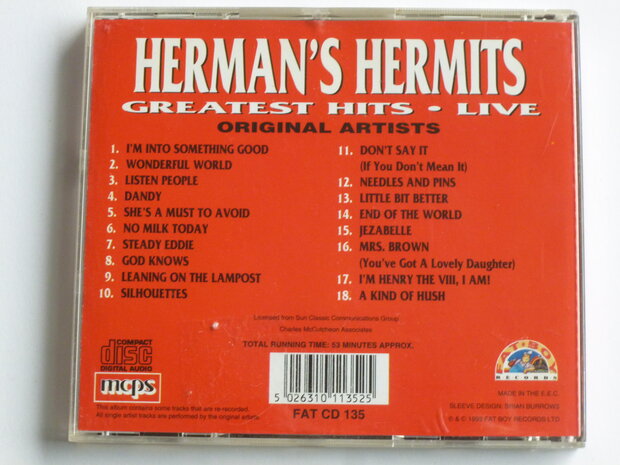 HERMAN'S HERMITS
GREATEST HITS • LIVE
ORIGINAL ARTISTS
1. I'M INTO SOMETHING GOOD
2. WONDERFUL WORLD
3. LISTEN PEOPLE
4. DANDY
5. SHE'S A MUST TO AVOID
6. NO MILK TODAY
7. STEADY EDDIE
8. GOD KNOWS
9. LEANING ON THE LAMPOST
10. SILHOUETTES
11. DON'T SAY IT
(If You Don't Mean It)
12. NEEDLES AND PINS
13. LITTLE BIT BETTER
14. END OF THE WORLD
15. JEZABELLE
16. MRS. BROWN
(You've Got A Lovely Daughter)
17. I'M HENRY THE VIII, I AM!
18. A KIND OF HUSH
Licensed from Sun Classic Communications Group
Charles McCutcheon Associates
TOTAL RUNNING TIME: 53 MINUTES APPROX.
COMPACT
disc
DIGITAL AUDIO
mcps
This album contains some tracks that are re-recorded.
All single artist tracks are performed by the original artists.
5 026310 113525
FAT CD 135
FAT BOY
RECORDS
MADE IN THE E.E.C.
SLEEVE DESIGN: BRIAN BURROWS
℗ & © 1993 FAT BOY RECORDS LTD